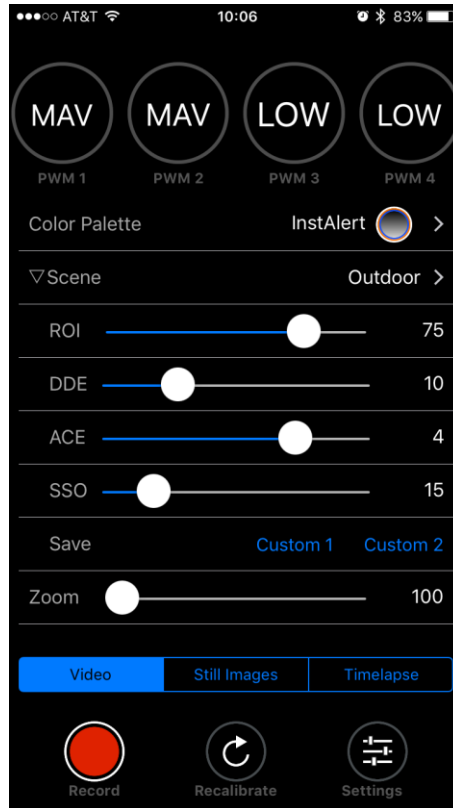 AT&T 10:06 83%
MAV MAV LOW LOW
PWM 1 PWM 2 PWM 3 PWM 4
Color Palette InstAlert >
▽Scene Outdoor >
ROI 75
DDE 10
ACE 4
SSO 15
Save Custom 1 Custom 2
Zoom 100
Video Still Images Timelapse
Record Recalibrate Settings